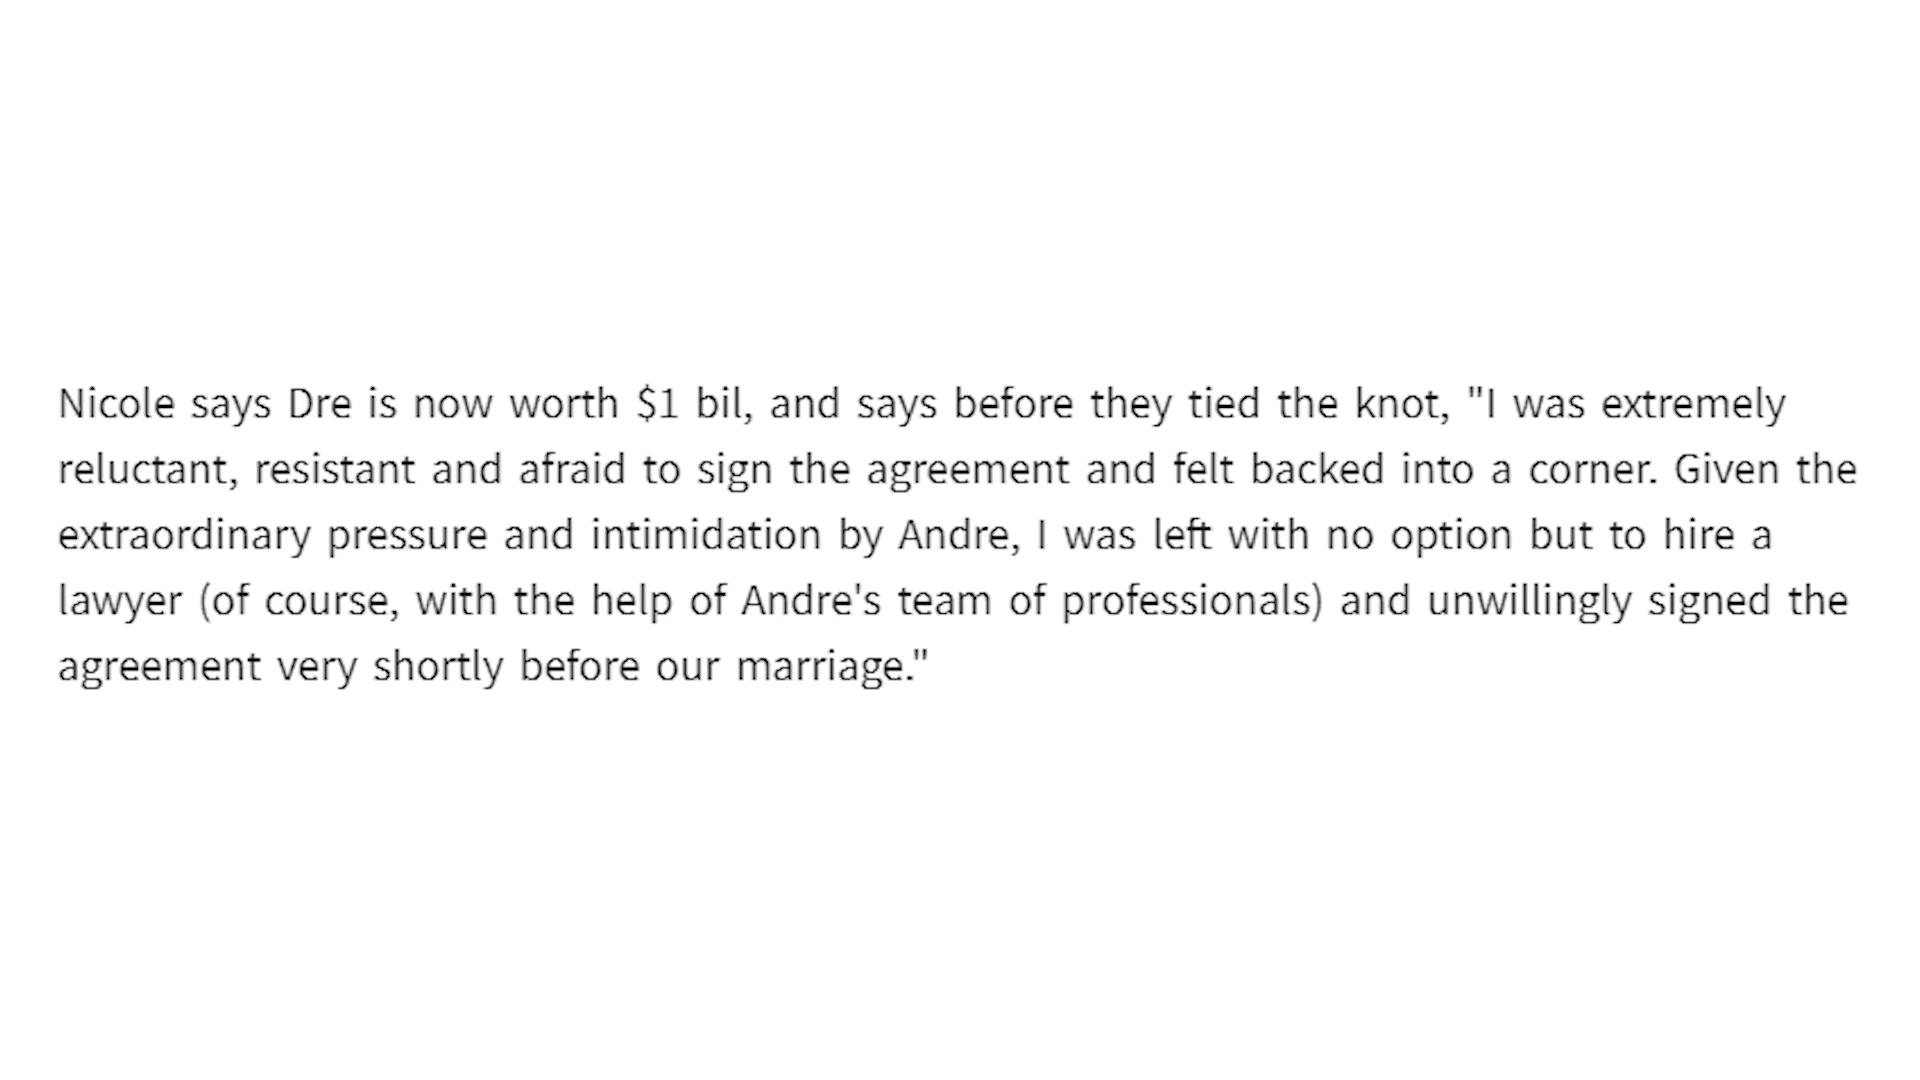 Nicole says Dre is now worth $1 bil, and says before they tied the knot, "I was extremely
reluctant, resistant and afraid to sign the agreement and felt backed into a corner. Given the
extraordinary pressure and intimidation by Andre, I was left with no option but to hire a
lawyer (of course, with the help of Andre's team of professionals) and unwillingly signed the
agreement very shortly before our marriage."